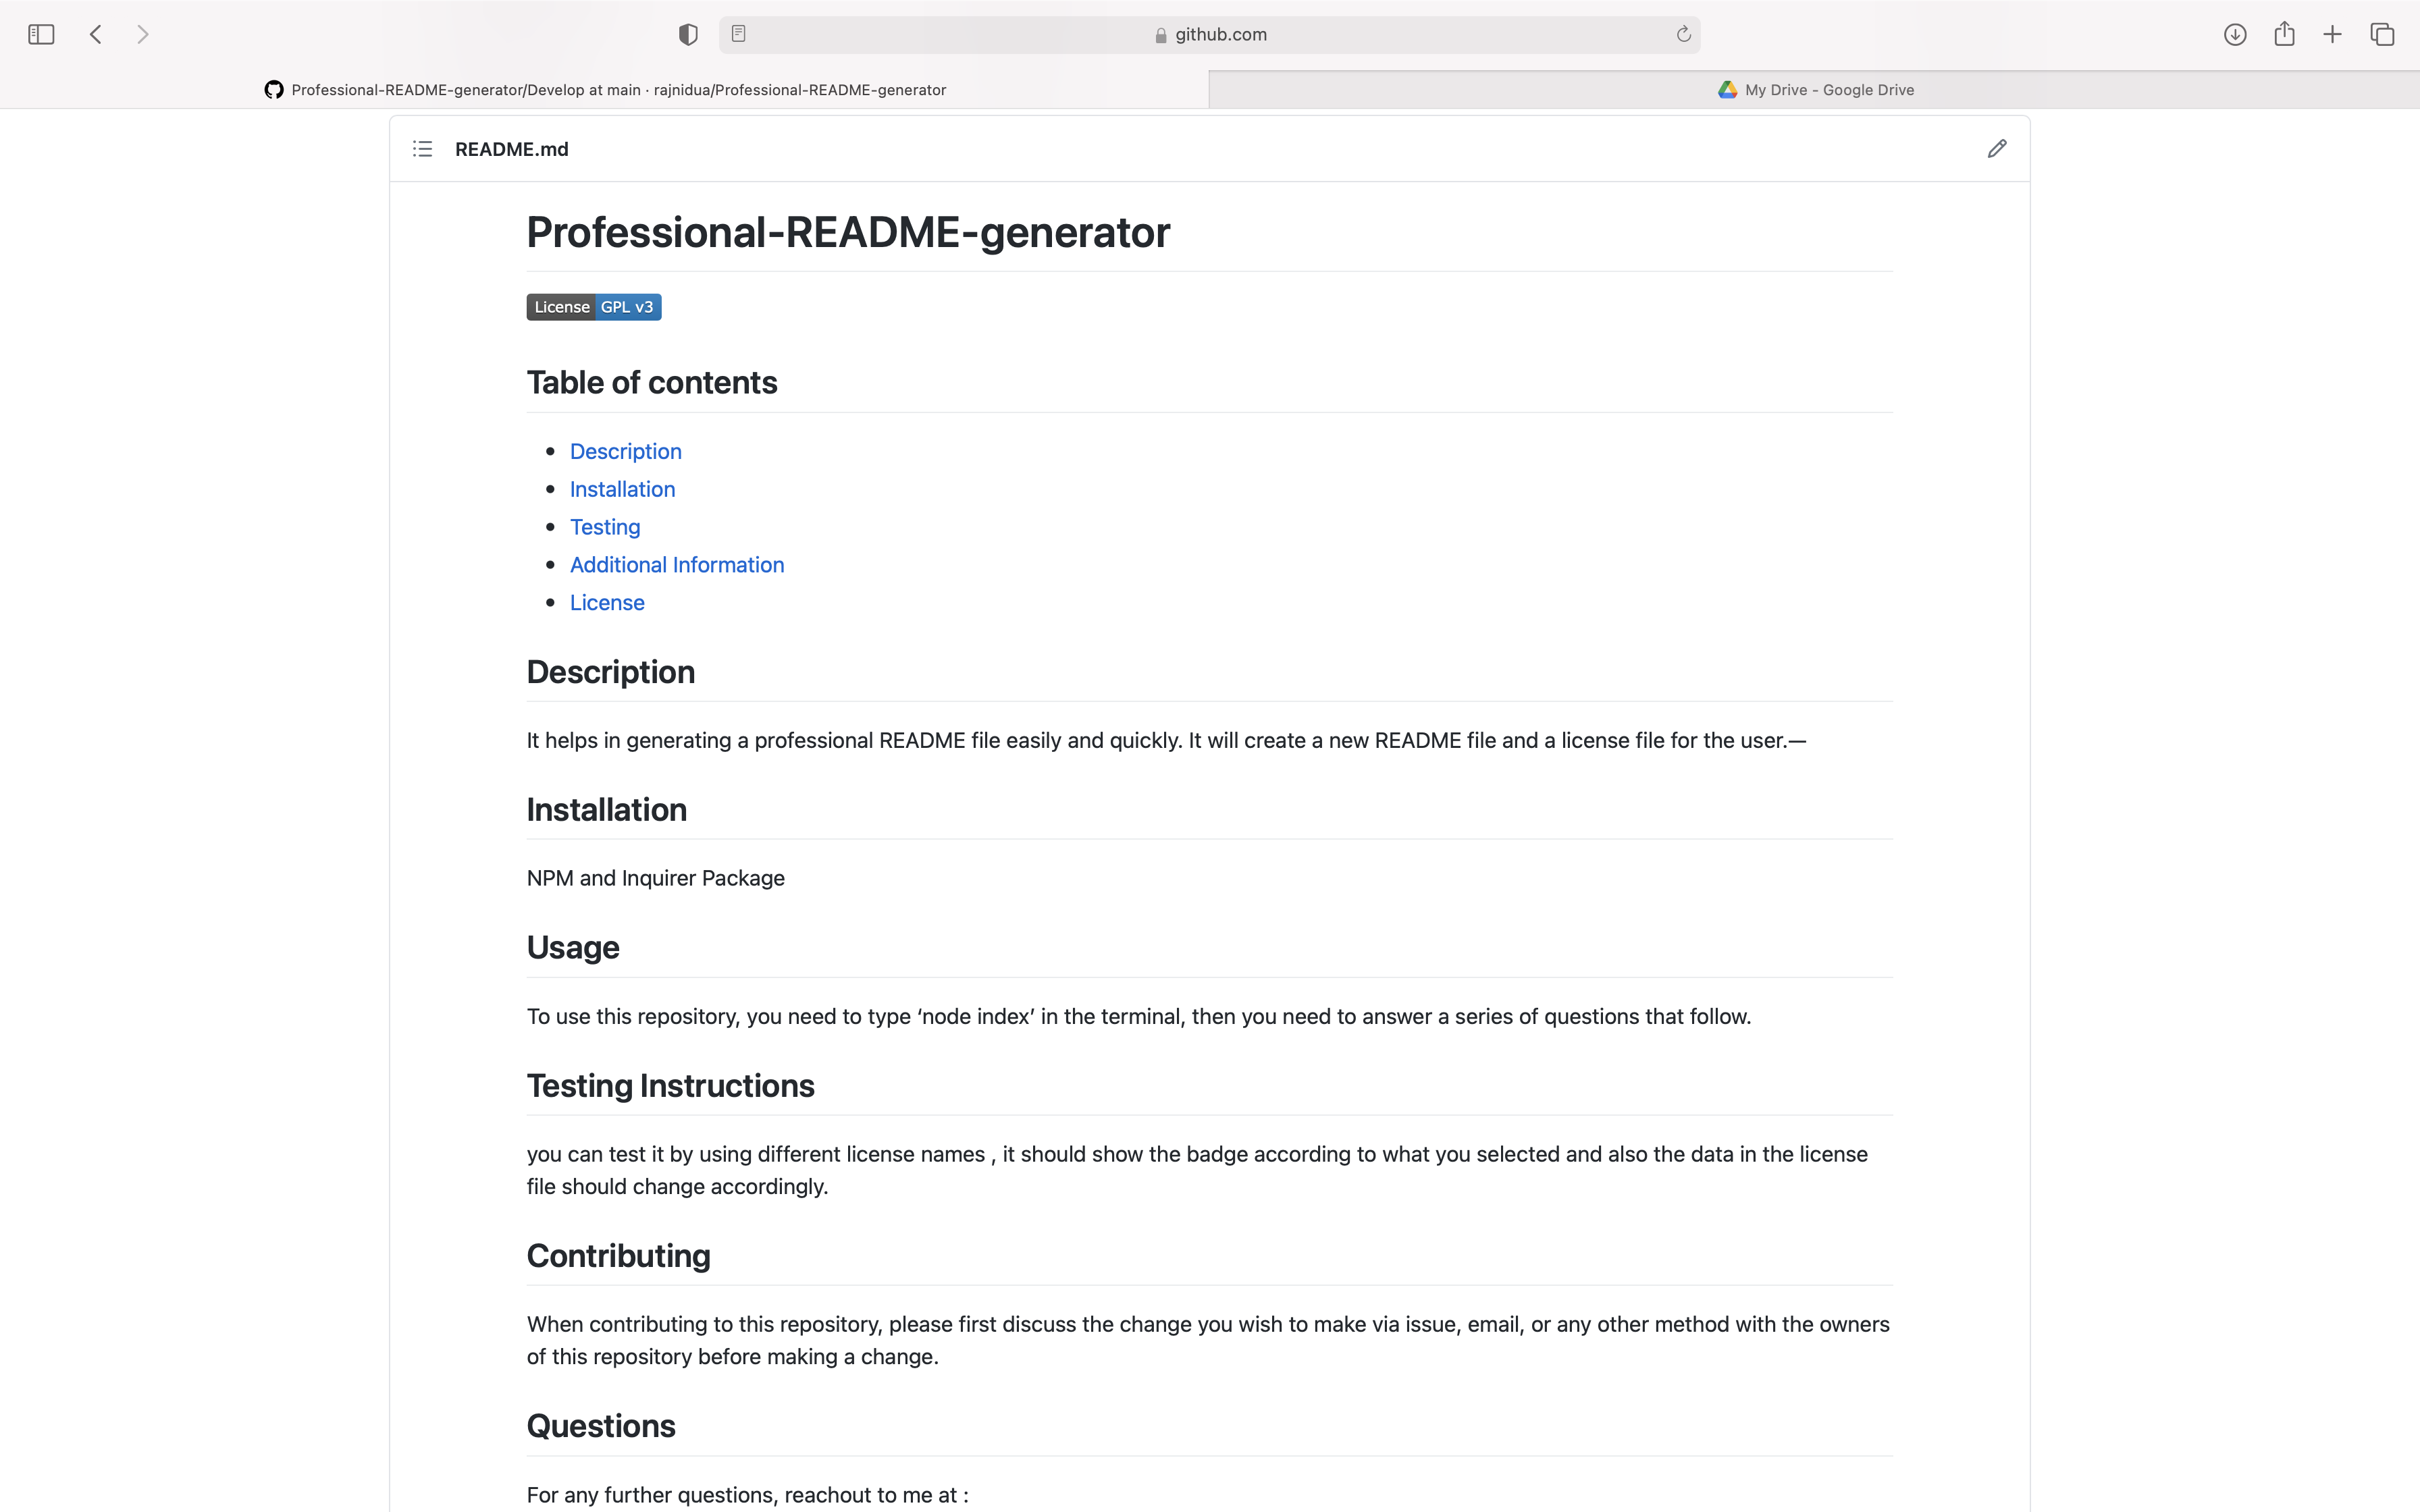 github.com
Professional-README-generator/Develop at main · rajnidua/Professional-README-generator
My Drive - Google Drive
README.md
Professional-README-generator
License GPL v3
Table of contents
Description
Installation
Testing
Additional Information
License
Description
It helps in generating a professional README file easily and quickly. It will create a new README file and a license file for the user.—
Installation
NPM and Inquirer Package
Usage
To use this repository, you need to type ‘node index’ in the terminal, then you need to answer a series of questions that follow.
Testing Instructions
you can test it by using different license names , it should show the badge according to what you selected and also the data in the license
file should change accordingly.
Contributing
When contributing to this repository, please first discuss the change you wish to make via issue, email, or any other method with the owners
of this repository before making a change.
Questions
For any further questions, reachout to me at :